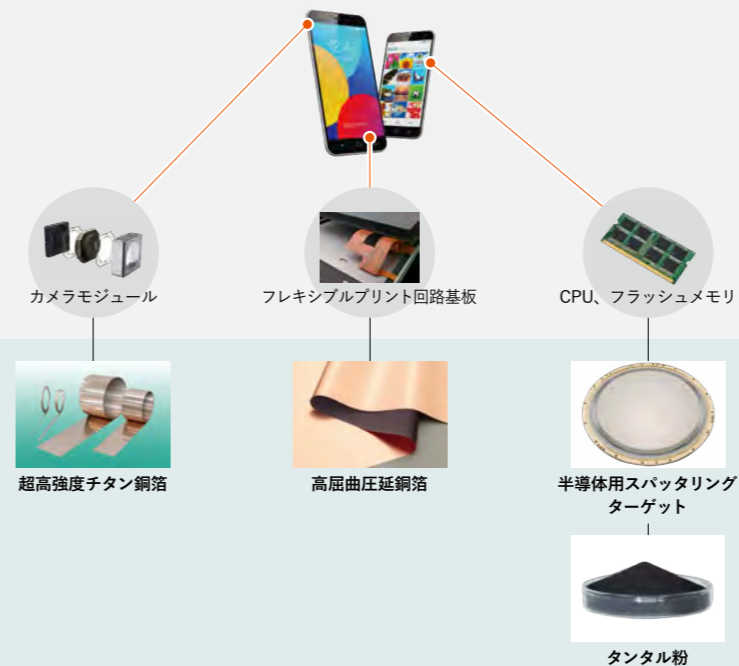 カメラモジュール
フレキシブルプリント回路基板
CPU、フラッシュメモリ
超高強度チタン銅箔
高屈曲圧延銅箔
半導体用スパッタリング
ターゲット
タンタル粉